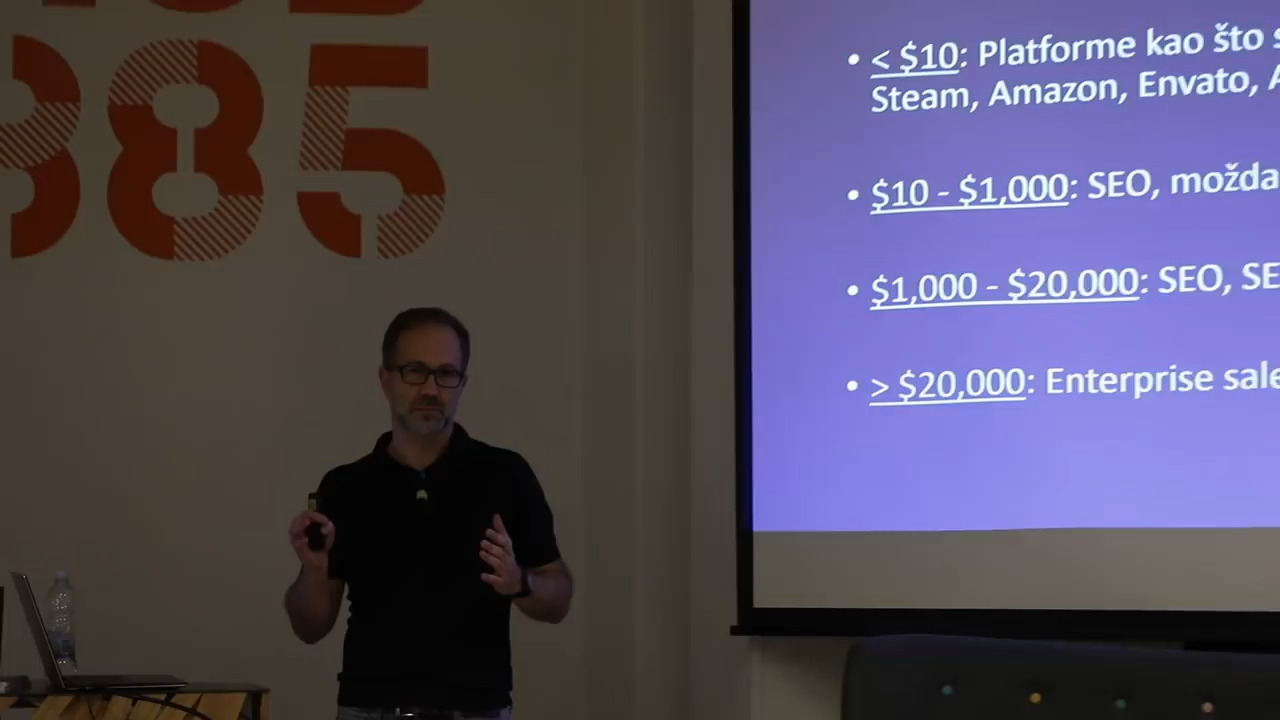 885
• < $10: Platforme kao što
Steam, Amazon, Envato,
• $10 - $1,000: SEO, možda
• $1,000 - $20,000: SEO,
• > $20,000: Enterprise